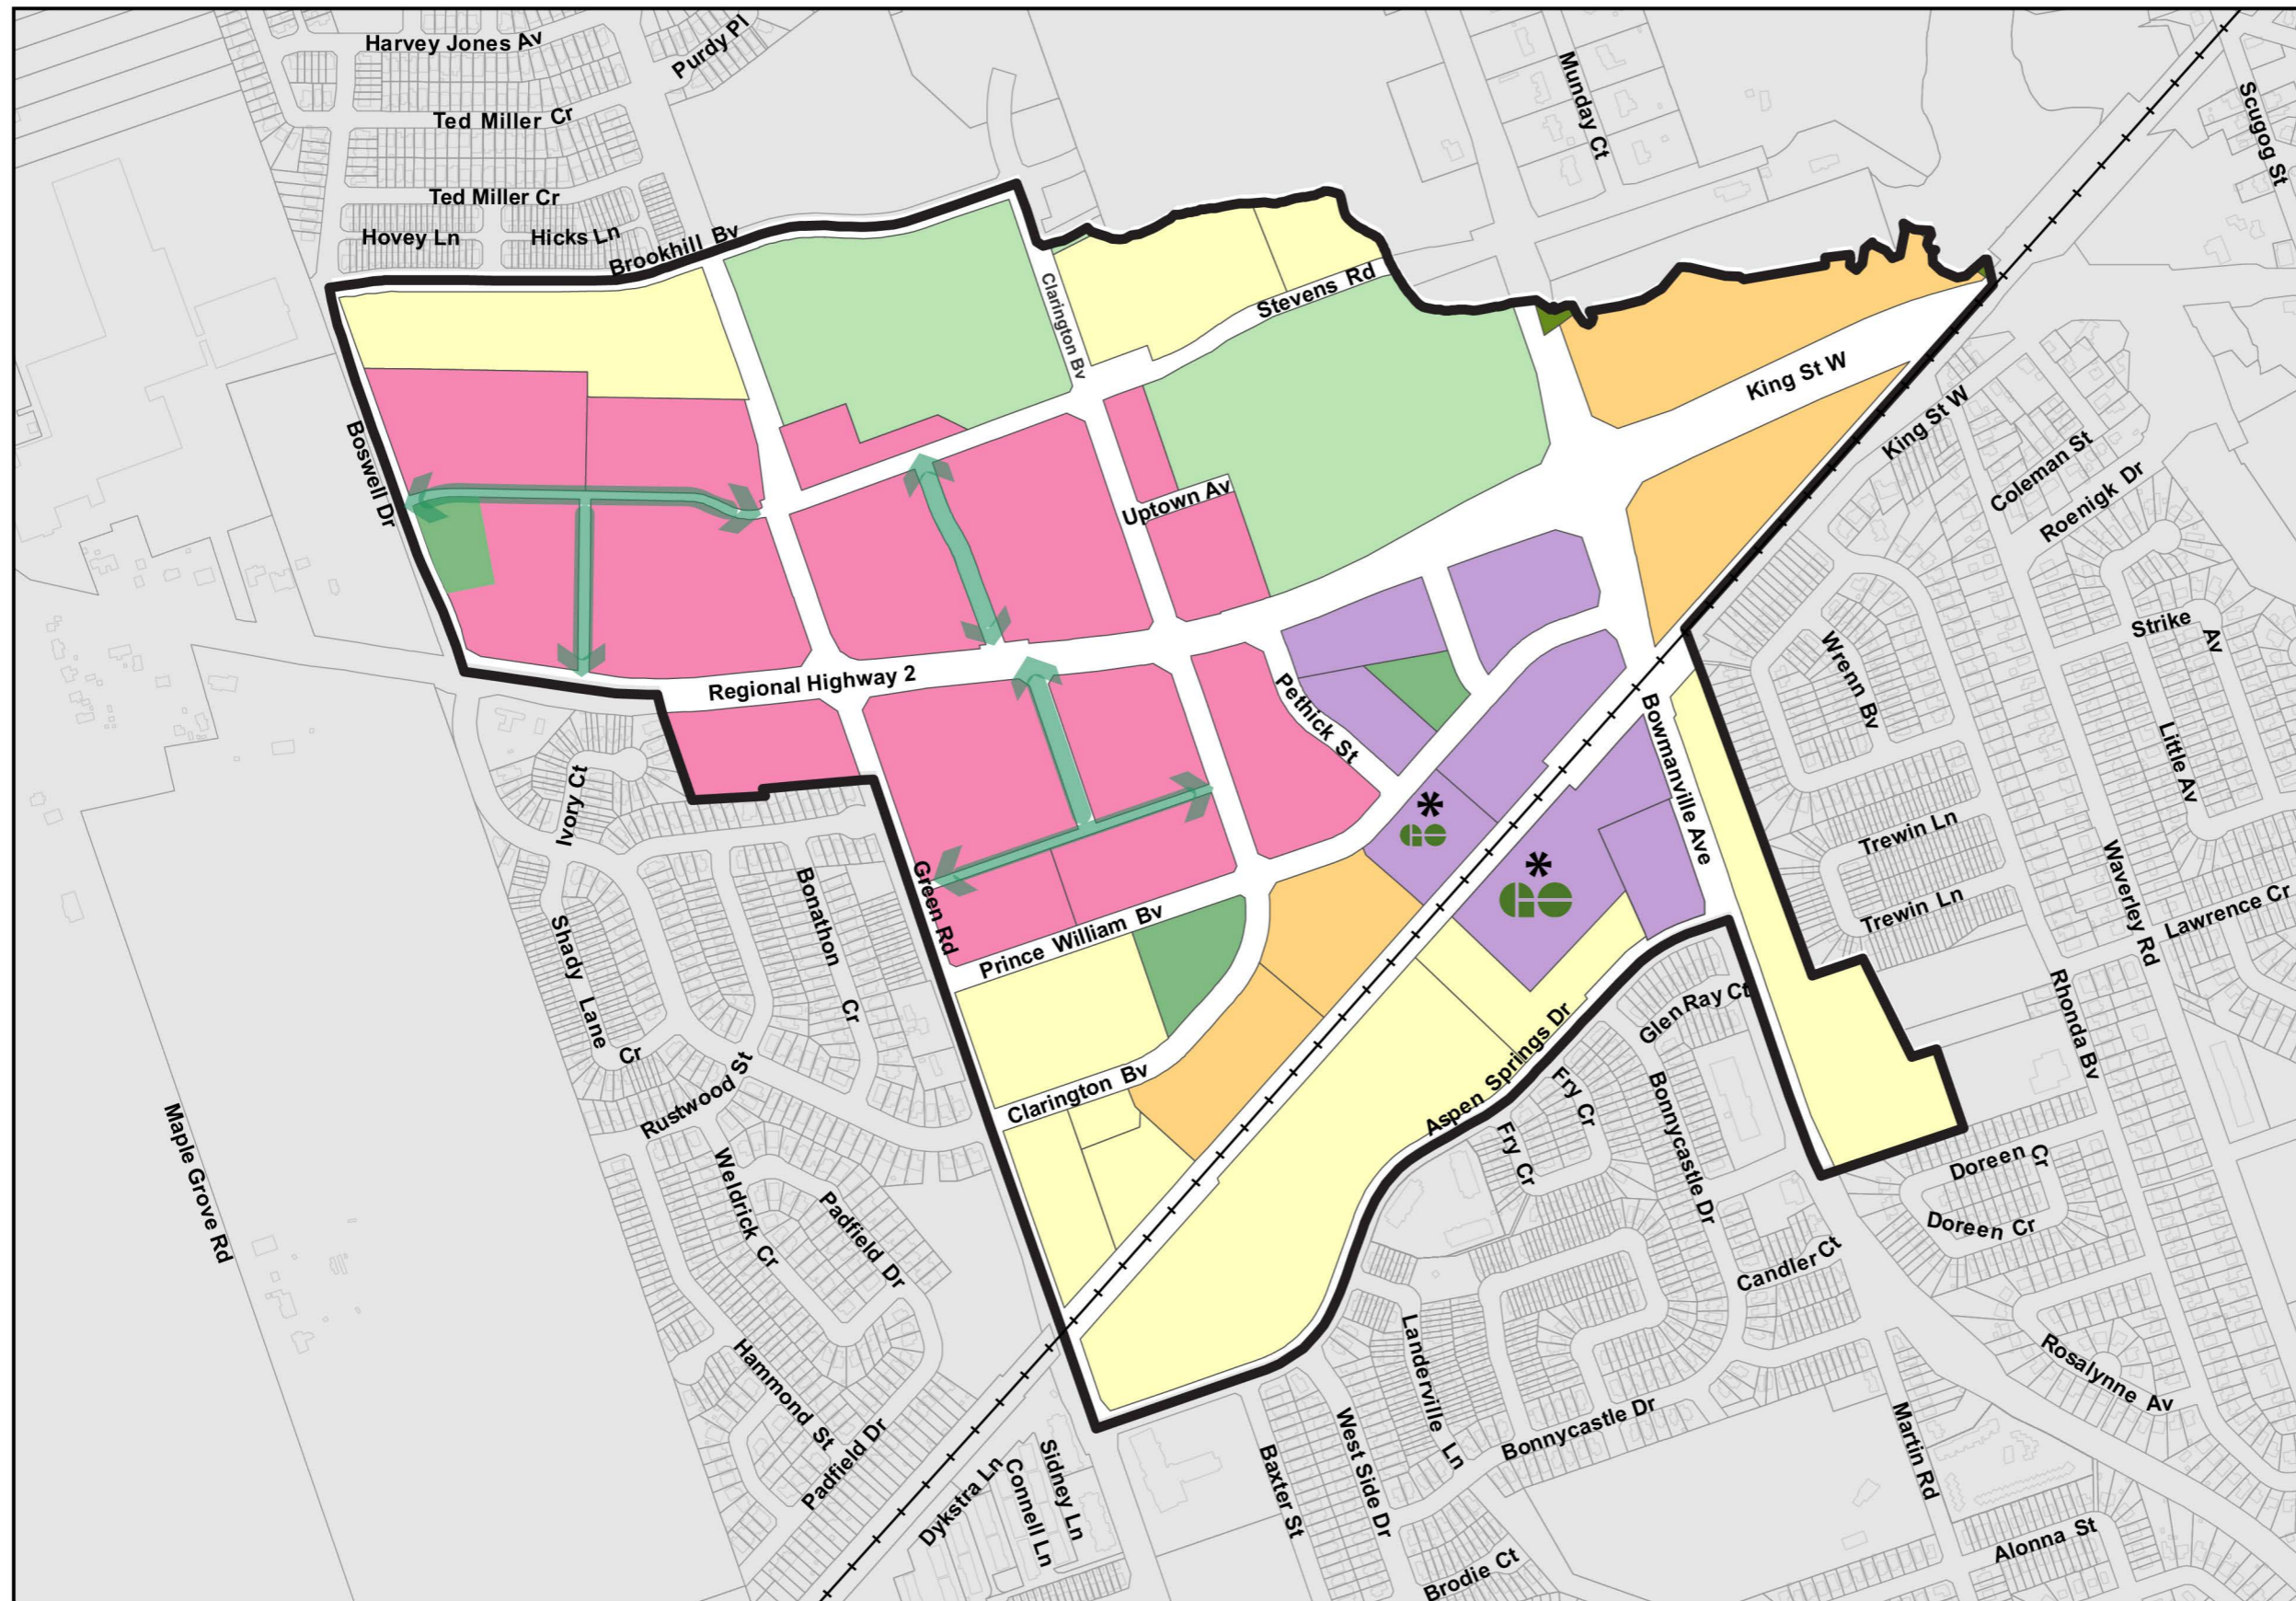 Harvey Jones Av
Purdy Pl
Munday Ct
Scugog St
Ted Miller Cr
Ted Miller Cr
Hovey Ln
Hicks Ln
Brookhill Bv
Clarington Bv
Stevens Rd
King St W
King St W
Coleman St
Roenigk Dr
Boswell Dr
Uptown Av
Strike Av
Wrenn Bv
Little Av
Regional Highway 2
Pethick St
Bowmanville Ave
Ivory Ct
*
GO
*
GO
Trewin Ln
Trewin Ln
Waverley Rd
Lawrence Cr
Green Rd
Bonathon Cr
Prince William Bv
Shady Lane Cr
Glen Ray Ct
Rhonda Bv
Rustwood St
Clarington Bv
Aspen Springs Dr
Fry Cr
Fry Cr
Bonnycastle Dr
Maple Grove Rd
Weldrick Cr
Padfield Dr
Doreen Cr
Doreen Cr
Candler Ct
Hammond St
Padfield Dr
Landerville Ln
Rosalynne Av
Bonnycastle Dr
Martin Rd
Dykstra Ln
Connell Ln
Sidney Ln
Baxter St
West Side Dr
Brodie Ct
Alonna St